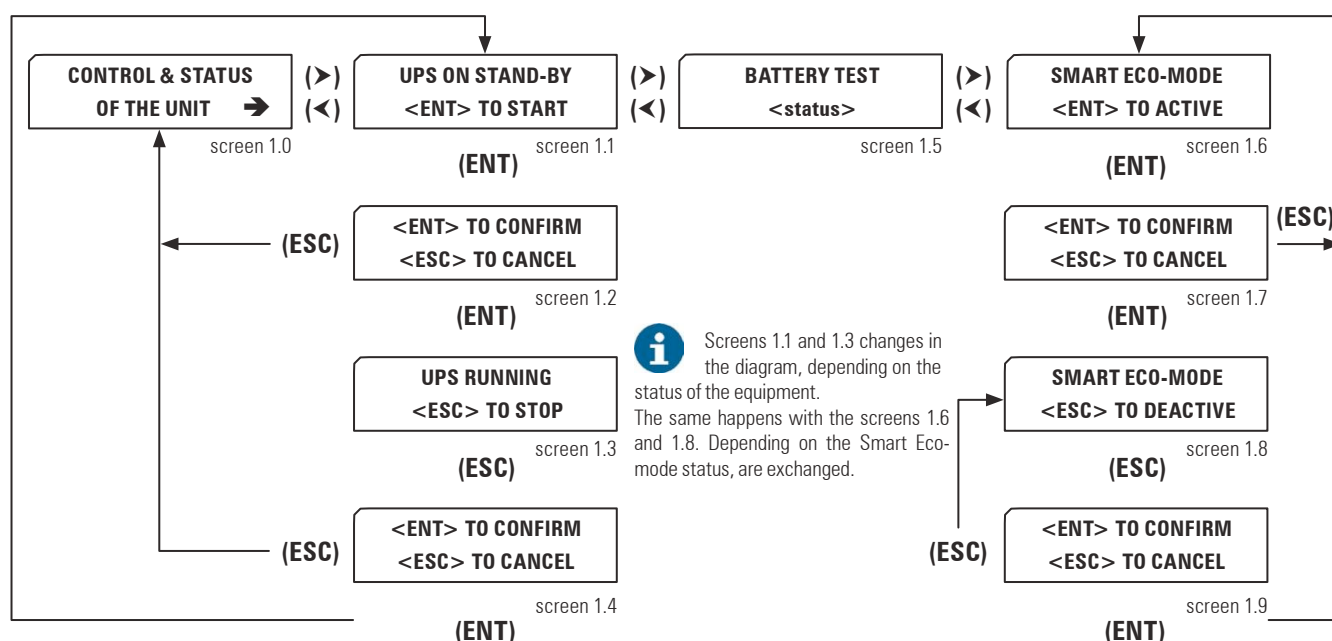 CONTROL & STATUS
OF THE UNIT ➔
screen 1.0
(>)
(<)
UPS ON STAND-BY
<ENT> TO START
screen 1.1
(>)
(<)
BATTERY TEST
<status>
screen 1.5
(>)
(<)
SMART ECO-MODE
<ENT> TO ACTIVE
screen 1.6
(ENT)
(ENT)
(ESC)
<ENT> TO CONFIRM
<ESC> TO CANCEL
screen 1.2
(ENT)
<ENT> TO CONFIRM
<ESC> TO CANCEL
screen 1.7
(ESC)
(ENT)
i
Screens 1.1 and 1.3 changes in
the diagram, depending on the
status of the equipment.
The same happens with the screens 1.6
and 1.8. Depending on the Smart Eco-
mode status, are exchanged.
UPS RUNNING
<ESC> TO STOP
screen 1.3
(ESC)
SMART ECO-MODE
<ESC> TO DEACTIVE
screen 1.8
(ESC)
(ESC)
<ENT> TO CONFIRM
<ESC> TO CANCEL
screen 1.4
(ENT)
(ESC)
<ENT> TO CONFIRM
<ESC> TO CANCEL
screen 1.9
(ENT)